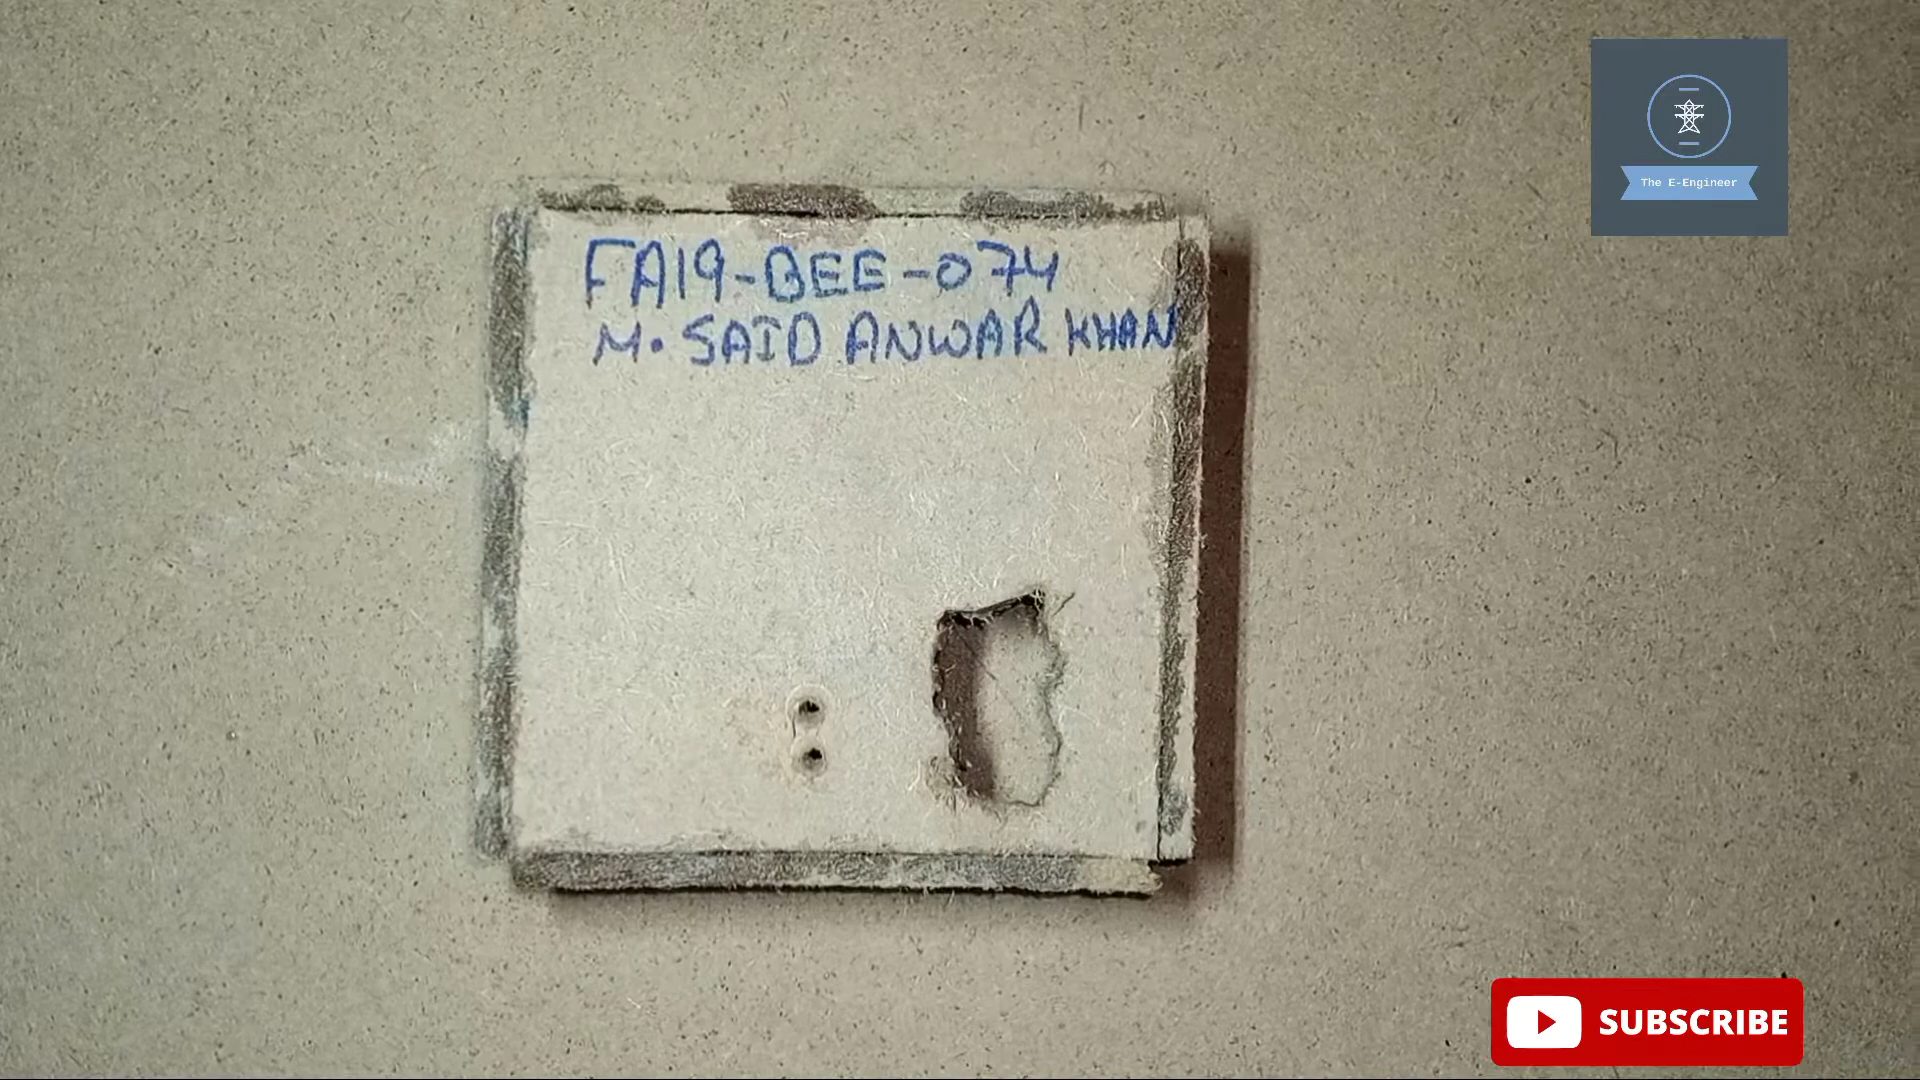 The E-Engineer
FA19-BEE-074
M. SAID ANWAR KHAN
SUBSCRIBE